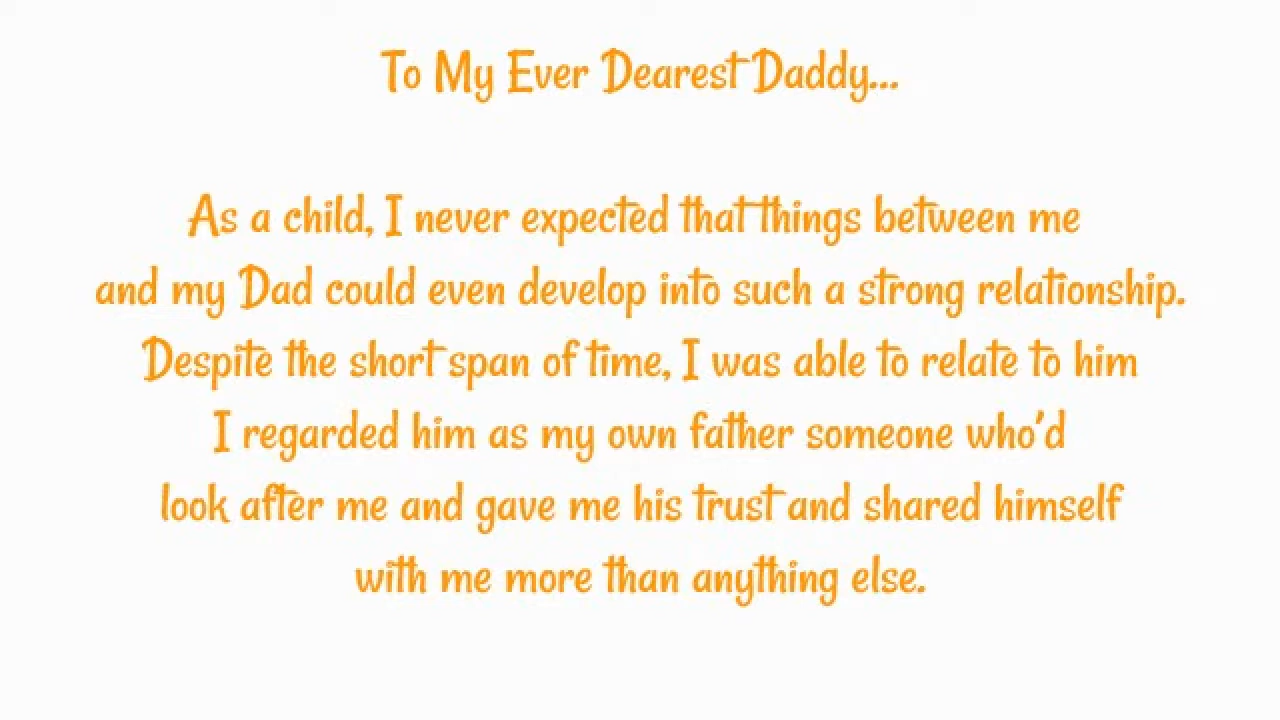 To My Ever Dearest Daddy...
As a child, I never expected that things between me
and my Dad could even develop into such a strong relationship.
Despite the short span of time, I was able to relate to him
I regarded him as my own father someone who'd
look after me and gave me his trust and shared himself
with me more than anything else.